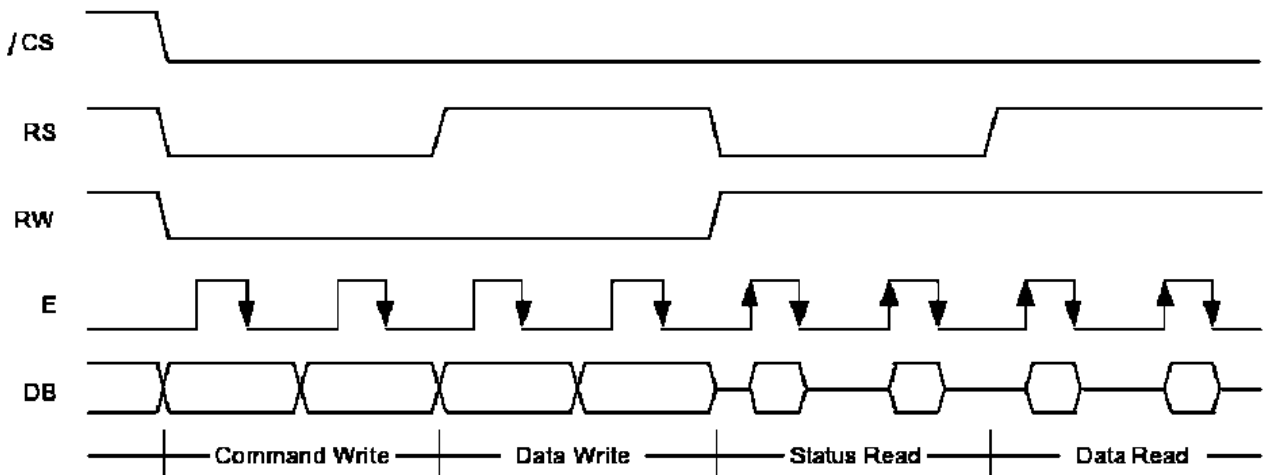 /CS
RS
RW
E
DB
Command Write Data Write Status Read Data Read